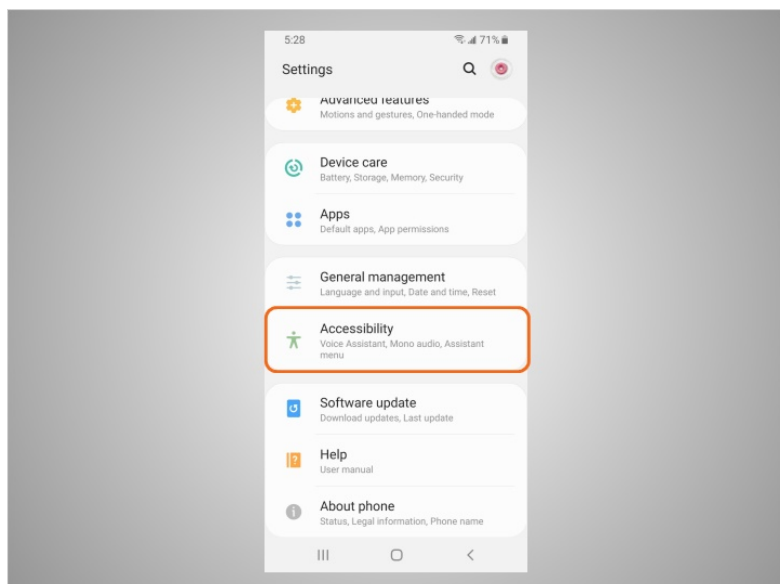 5:28 71%
Settings
Advanced features
Motions and gestures, One-handed mode
Device care
Battery, Storage, Memory, Security
Apps
Default apps, App permissions
General management
Language and input, Date and time, Reset
Accessibility
Voice Assistant, Mono audio, Assistant
menu
Software update
Download updates, Last update
Help
User manual
About phone
Status, Legal information, Phone name